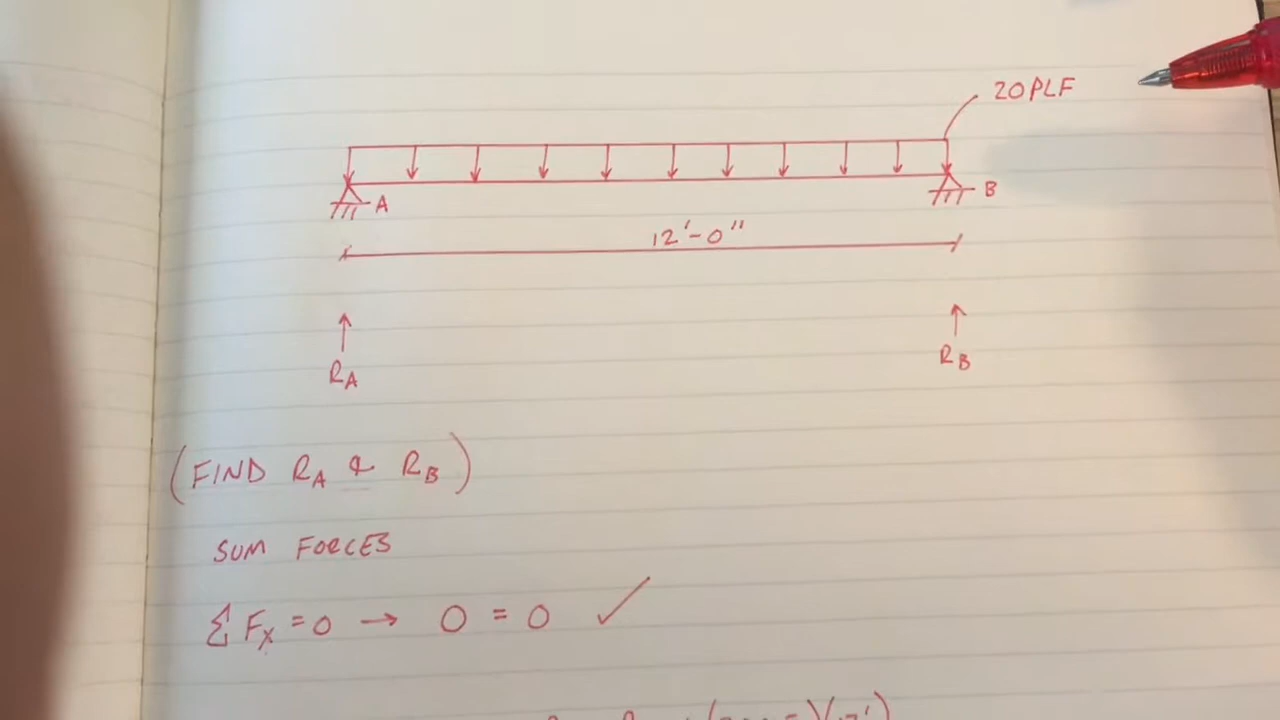 20PLF
A
B
12'-0"
RA
RB
(FIND RA & RB)
SUM FORCES
ΣFx = 0 → 0 = 0 ✓